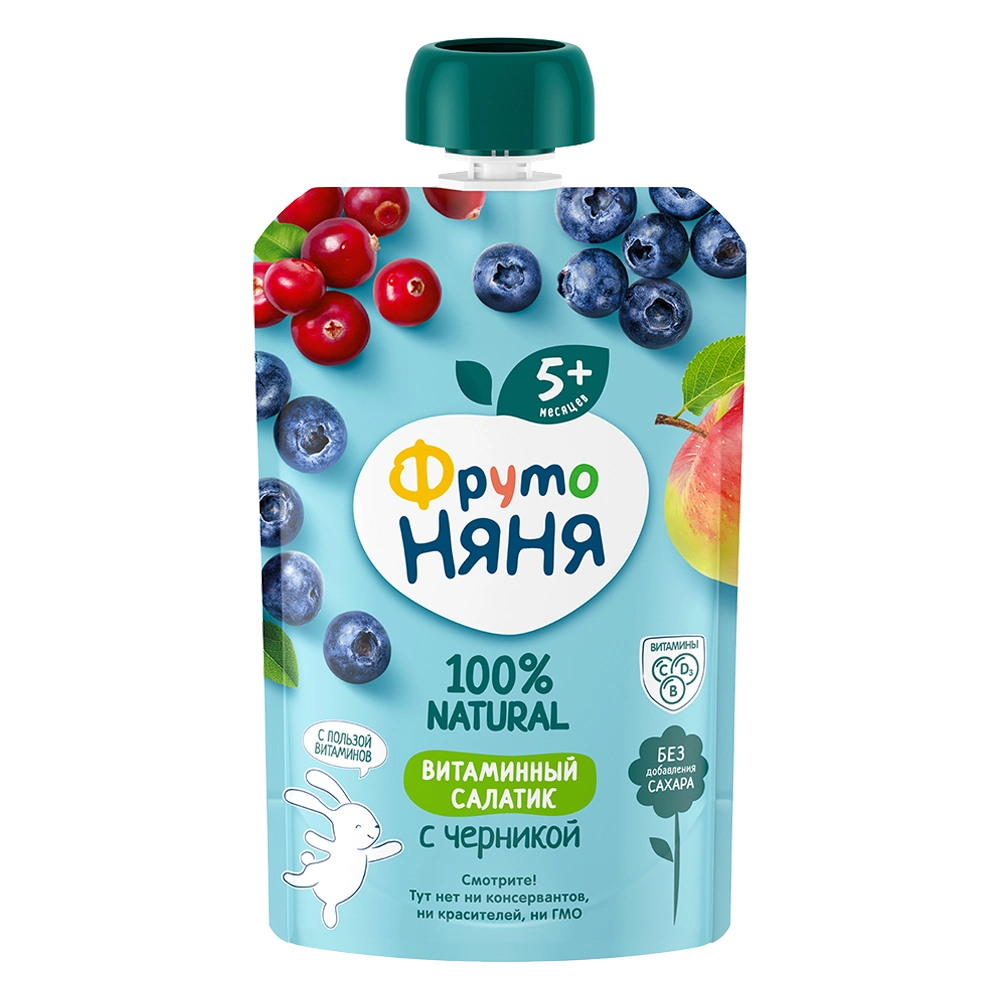 5+
месяцев
Фруто
НЯНЯ
100%
NATURAL
ВИТАМИНЫ
C D3
B
С ПОЛЬЗОЙ
ВИТАМИНОВ
ВИТАМИННЫЙ
САЛАТИК
С ЧЕРНИКОЙ
БЕЗ
добавления
САХАРА
Смотрите!
Тут нет ни консервантов,
ни красителей, ни ГМО